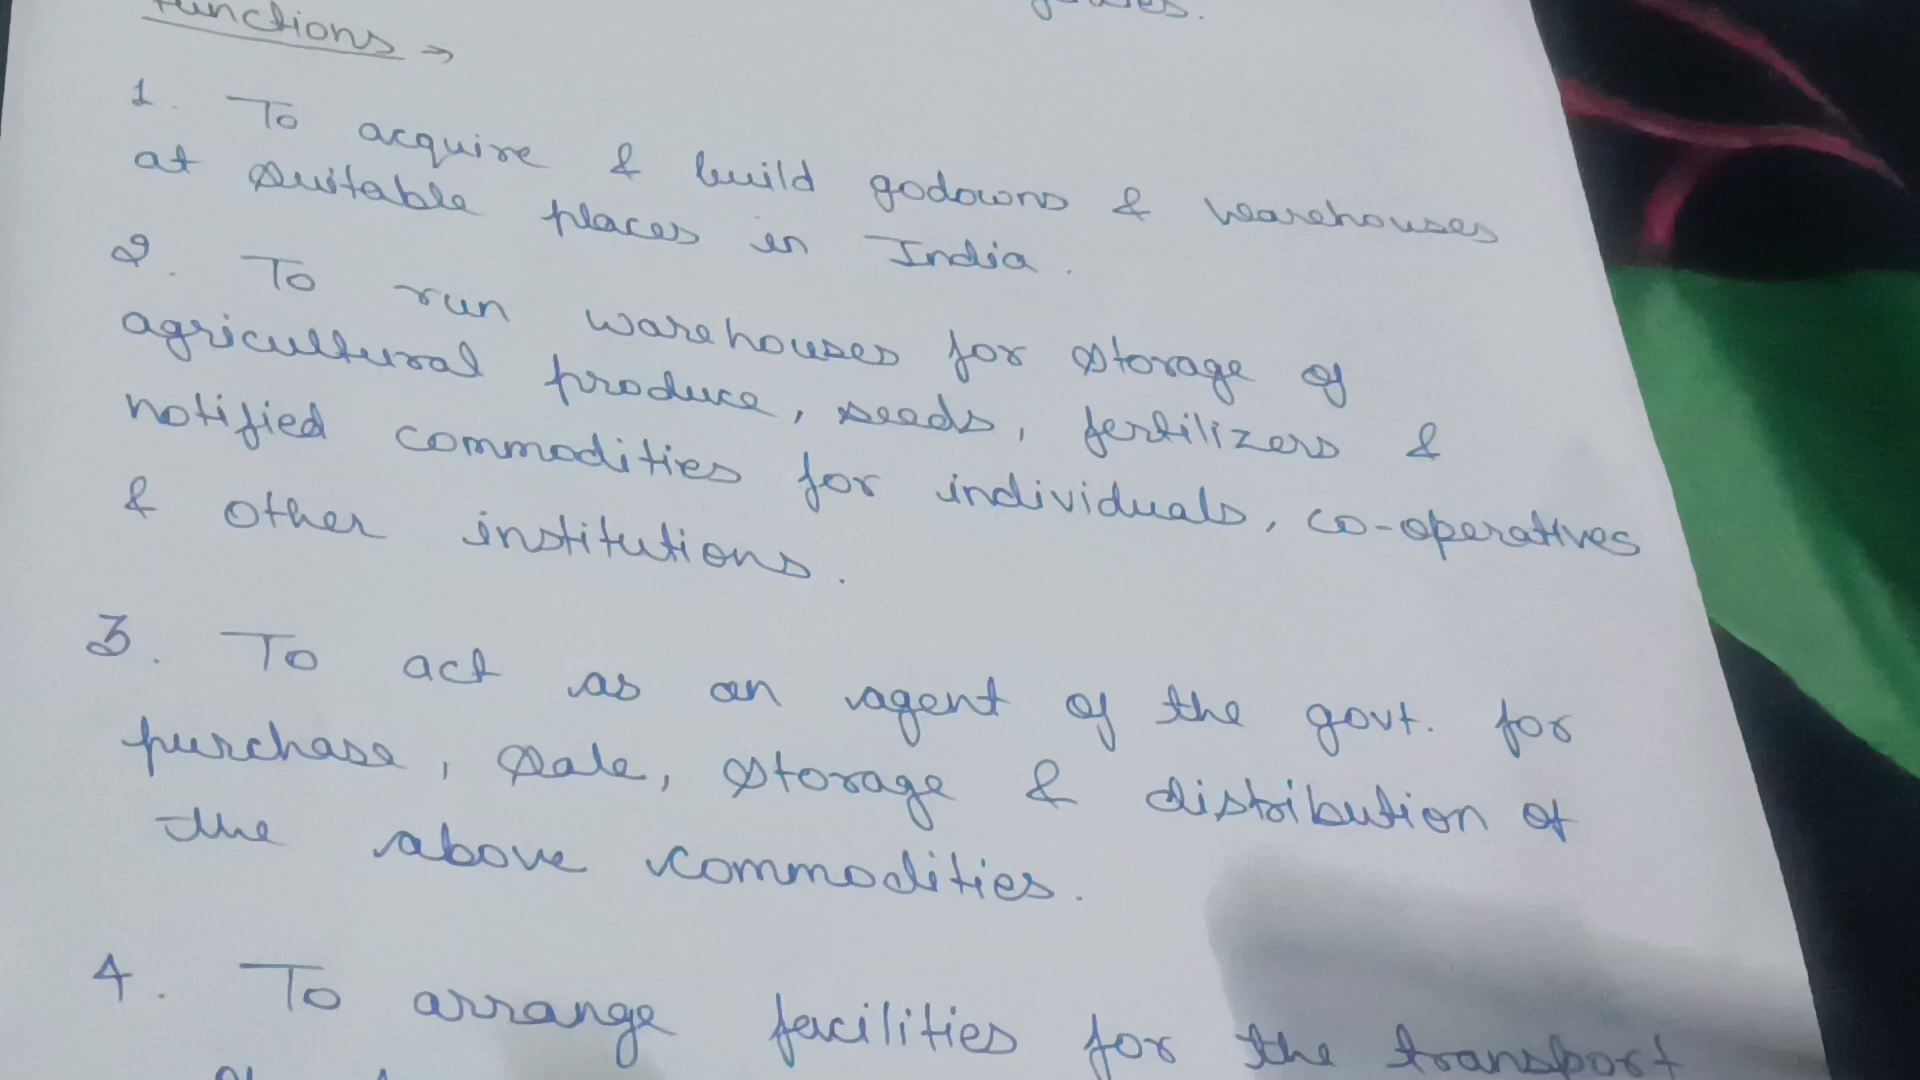 Functions →
1. To acquire & build godowns & warehouses
at suitable places in India.
2. To run warehouses for storage of
agricultural produce, seeds, fertilizers &
notified commodities for individuals, co-operatives
& other institutions.
3. To act as an agent of the govt. for
purchase, sale, storage & distribution of
the above commodities.
4. To arrange facilities for the transport